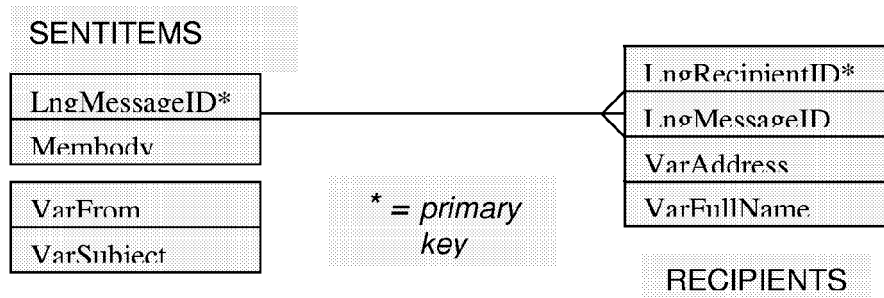 SENTITEMS
LngMessageID*
Membody
VarFrom
VarSubject
* = primary
key
LngRecipientID*
LngMessageID
VarAddress
VarFullName
RECIPIENTS